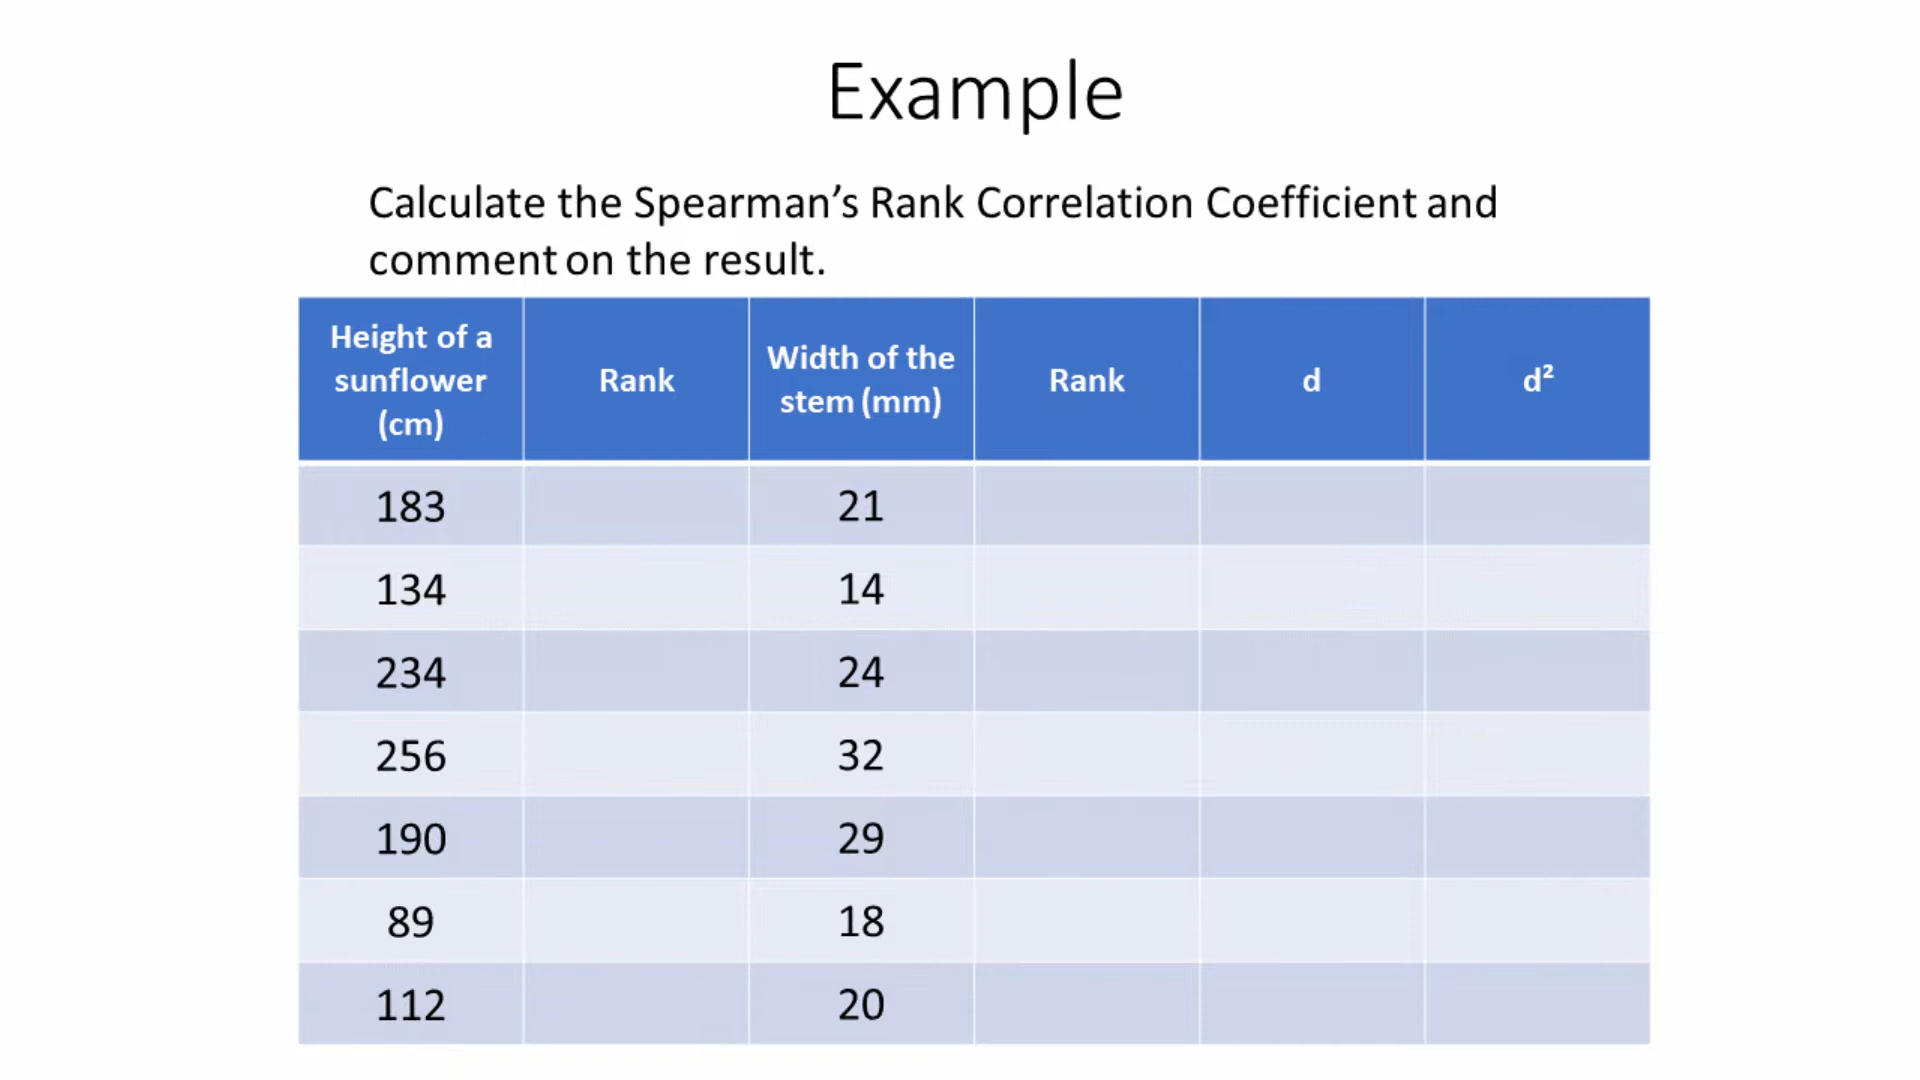 Example
Calculate the Spearman’s Rank Correlation Coefficient and
comment on the result.
Height of a
sunflower
(cm)
Rank
Width of the
stem (mm)
Rank
d
d²
183 21
134 14
234 24
256 32
190 29
89 18
112 20